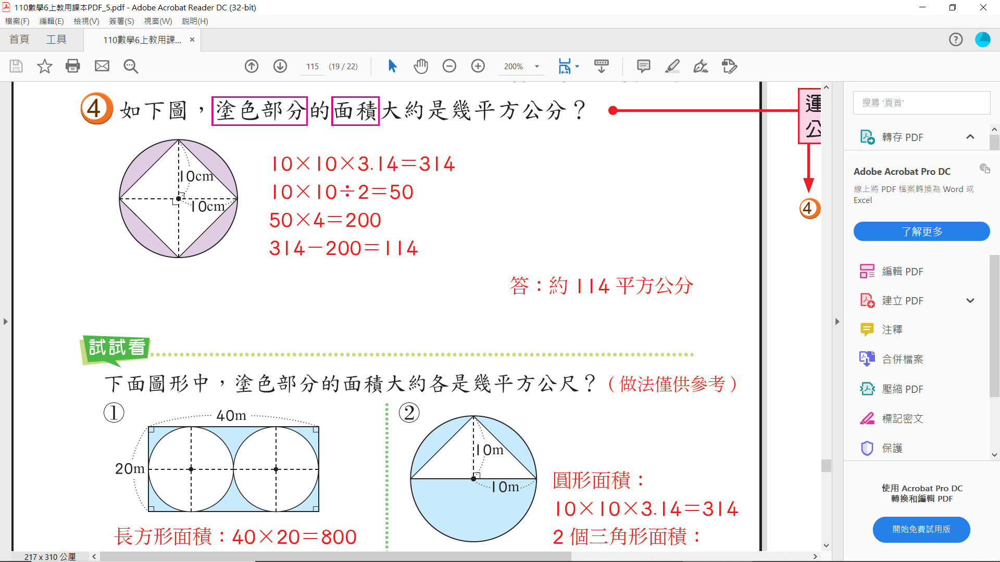 110數學6上教用課本PDF_5.pdf - Adobe Acrobat Reader DC (32-bit)
檔案(F) 編輯(E) 檢視(V) 簽署(S) 視窗(W) 說明(H)
首頁 工具 110數學6上教用課... ×
115 (19 / 22) 200%
4 如下圖，塗色部分的面積大約是幾平方公分？
運
公
4
10cm
10cm
10×10×3.14=314
10×10÷2=50
50×4=200
314-200=114
答：約 114 平方公分
試試看
下面圖形中，塗色部分的面積大約各是幾平方公尺？（做法僅供參考）
①
40m
20m
長方形面積：40×20=800
②
10m
10m
圓形面積：
10×10×3.14=314
2 個三角形面積：
217 x 310 公厘
搜尋 '頁首'
轉存 PDF
Adobe Acrobat Pro DC
線上將 PDF 檔案轉換為 Word 或
Excel
了解更多
編輯 PDF
建立 PDF
注釋
合併檔案
壓縮 PDF
標記密文
保護
使用 Acrobat Pro DC
轉換和編輯 PDF
開始免費試用版